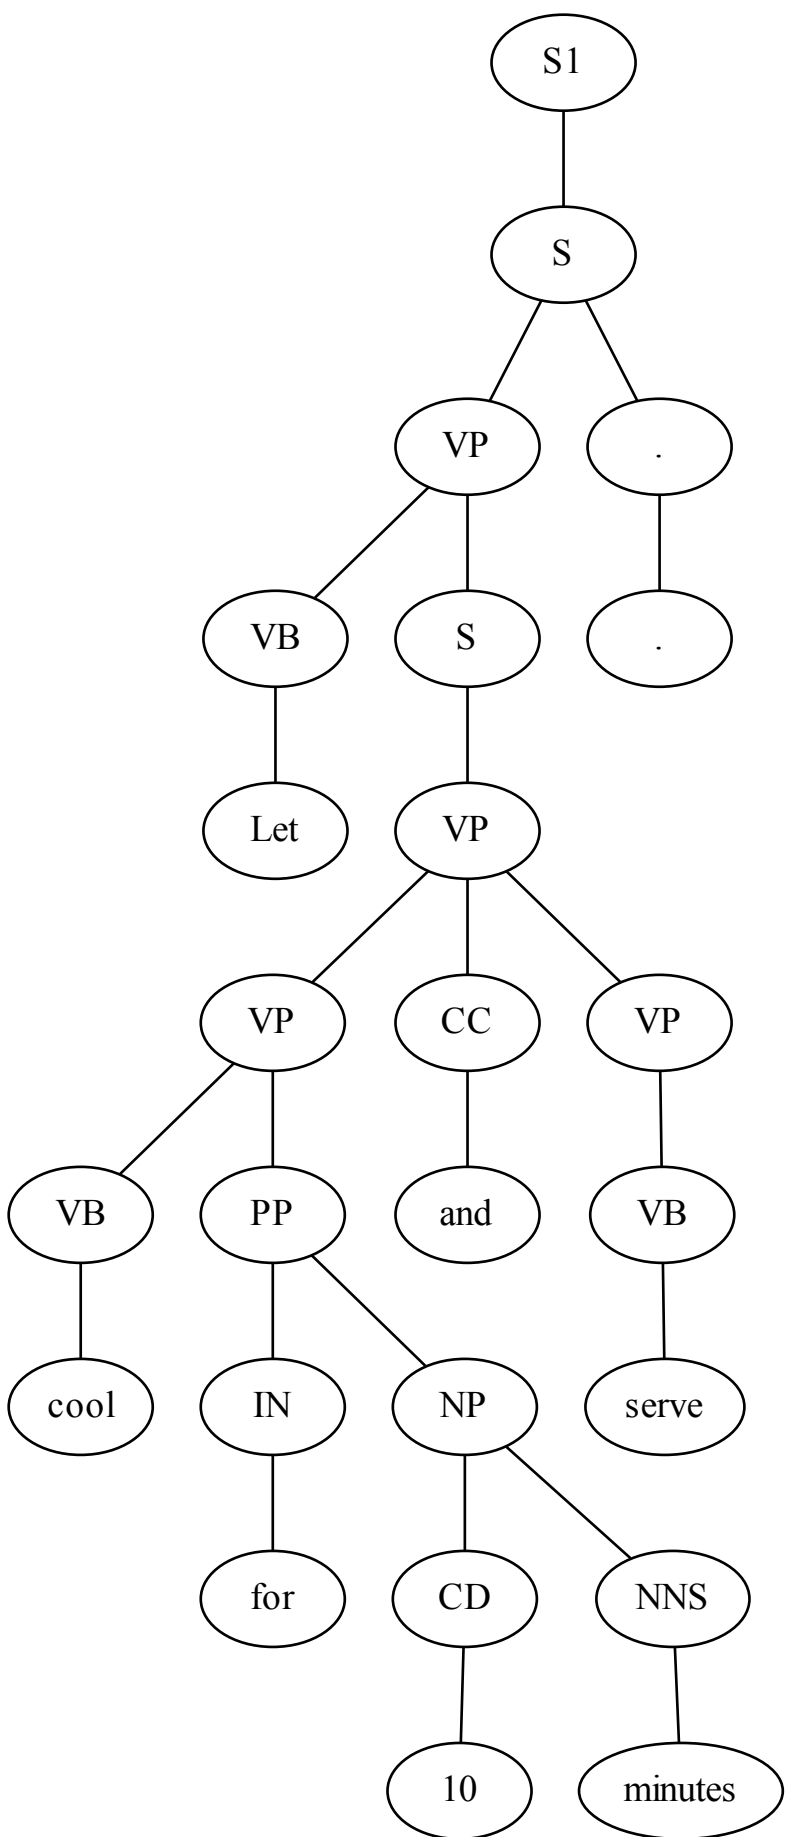 S1
S
VP .
VB S .
Let VP
VP CC VP
VB PP and VB
cool IN NP serve
for CD NNS
10 minutes